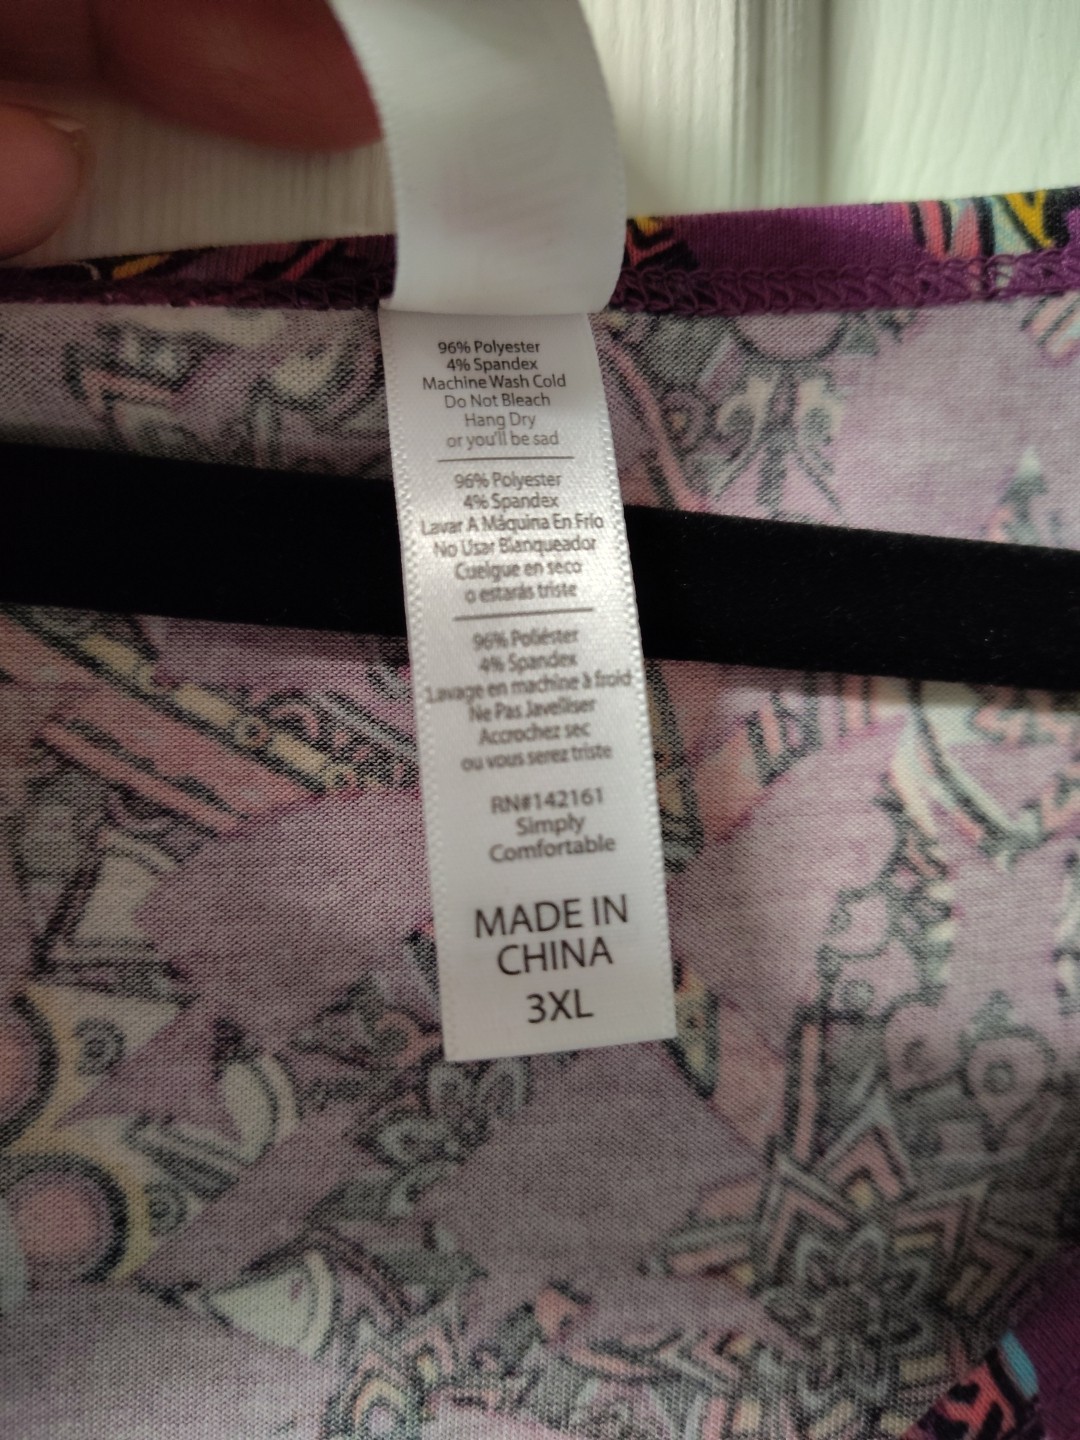 96% Polyester
4% Spandex
Machine Wash Cold
Do Not Bleach
Hang Dry
or you'll be sad
96% Polyester
4% Spandex
Lavar A Máquina En Frío
No Usar Blanqueador
Cuelgue en seco
o estarás triste
96% Poliéster
4% Spandex
Lavage en machine à froid
Ne Pas Javelliser
Accrochez sec
ou vous serez triste
RN#142161
Simply
Comfortable
MADE IN
CHINA
3XL